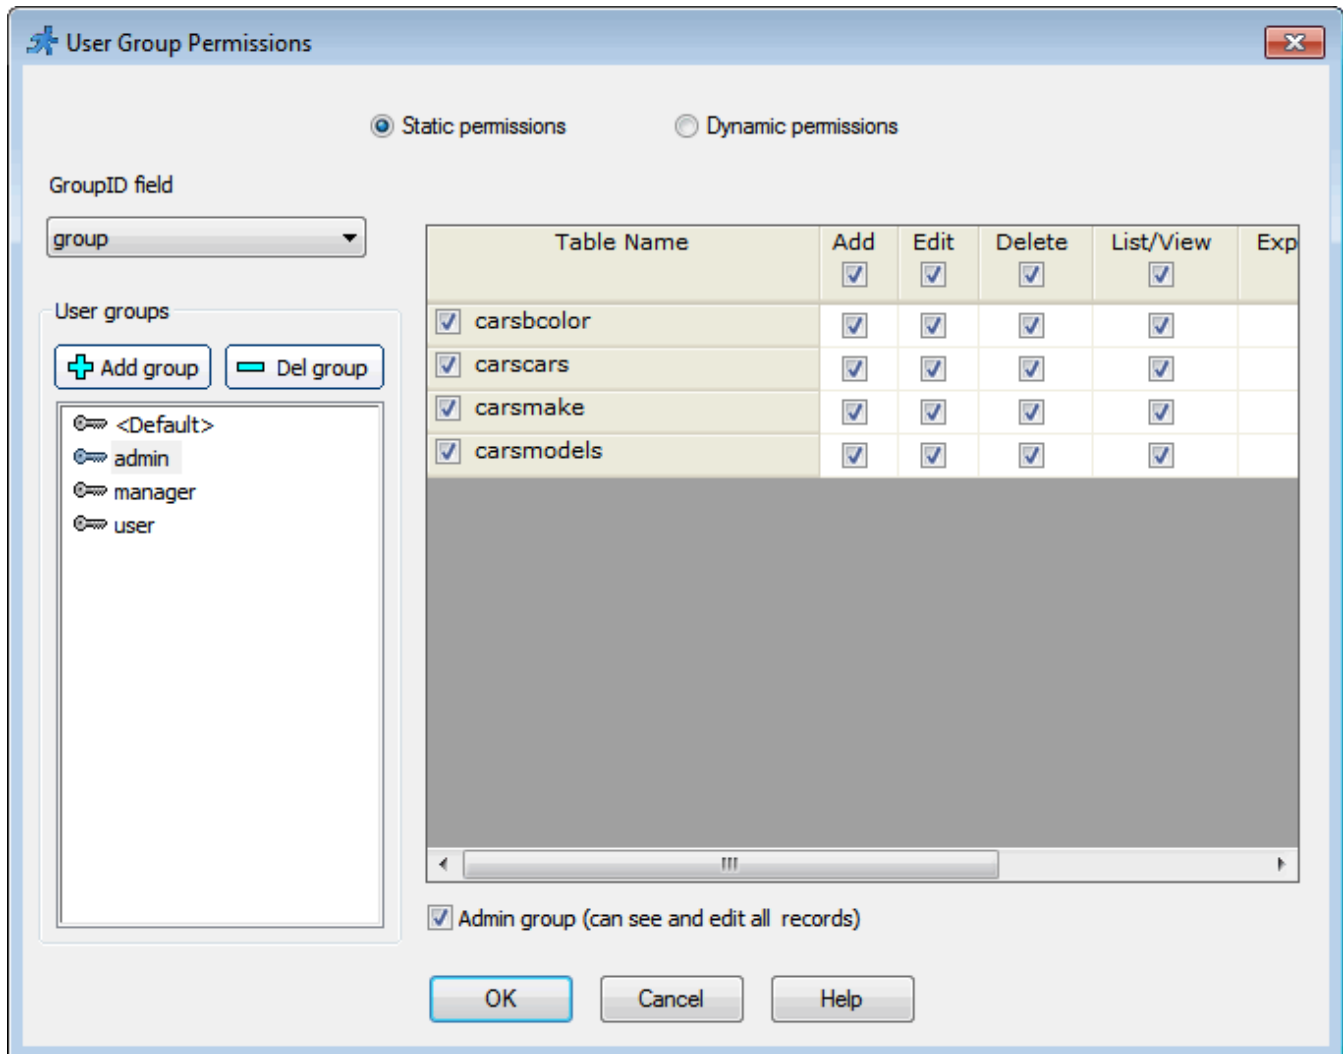 User Group Permissions
Static permissions Dynamic permissions
GroupID field
group
Table Name Add Edit Delete List/View Exp
User groups
Add group Del group
<Default>
admin
manager
user
carsbcolor
carscars
carsmake
carsmodels
Admin group (can see and edit all records)
OK Cancel Help